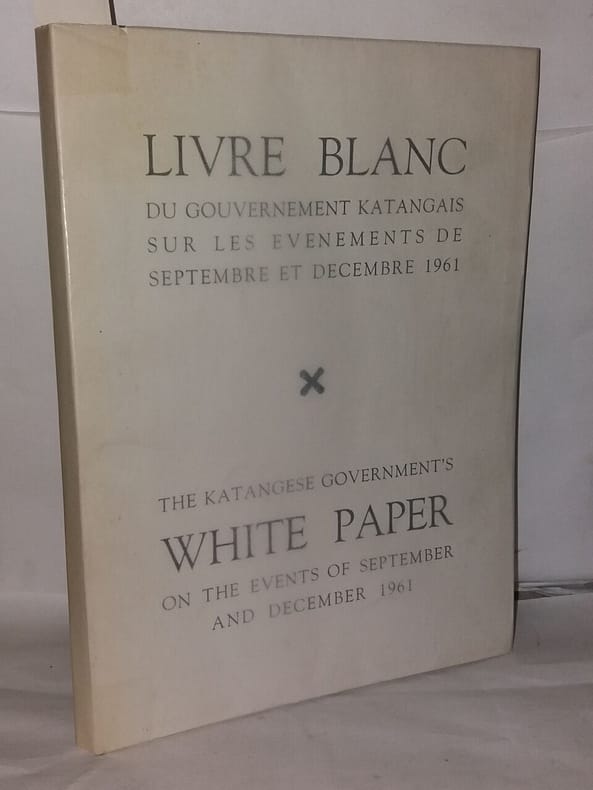 LIVRE BLANC
DU GOUVERNEMENT KATANGAIS
SUR LES EVENEMENTS DE
SEPTEMBRE ET DECEMBRE 1961
THE KATANGESE GOVERNMENT'S
WHITE PAPER
ON THE EVENTS OF SEPTEMBER
AND DECEMBER 1961